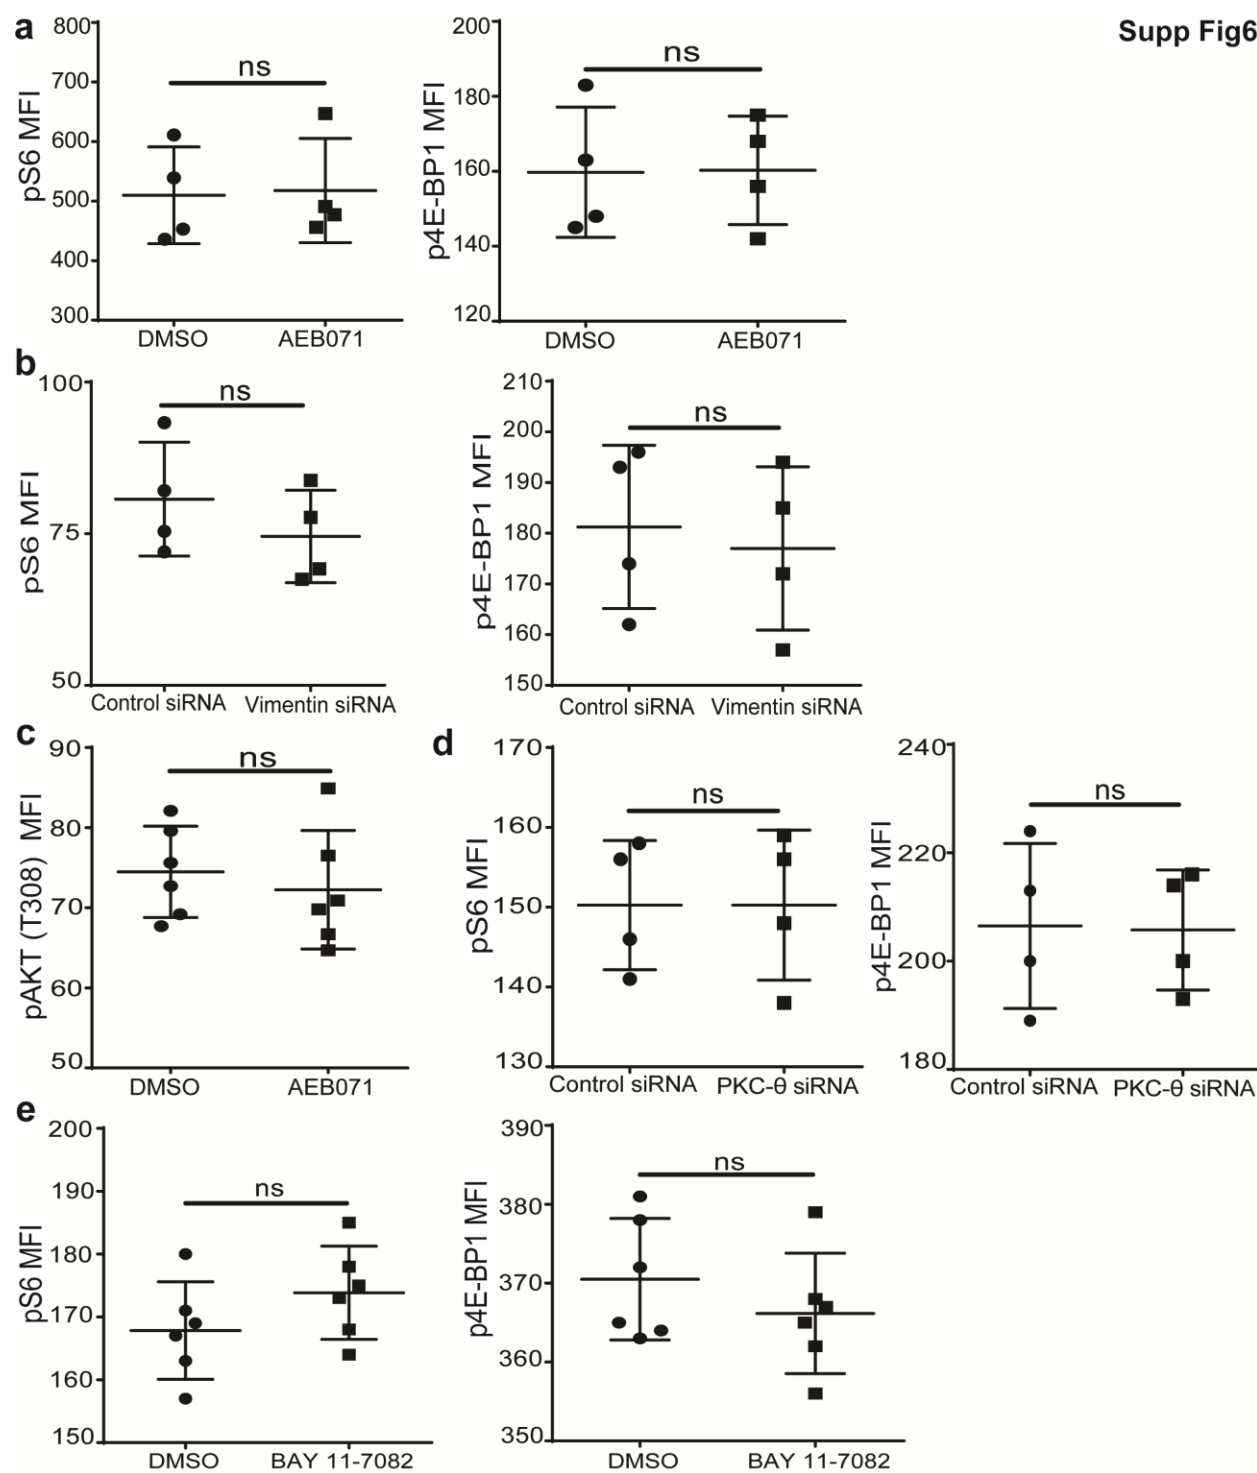 Supp Fig6
a
800
700
600
500
400
300
pS6 MFI
ns
DMSO
AEB071
200
180
160
140
120
p4E-BP1 MFI
ns
DMSO
AEB071
b
100
75
50
pS6 MFI
ns
Control siRNA
Vimentin siRNA
210
200
190
180
170
160
150
p4E-BP1 MFI
ns
Control siRNA
Vimentin siRNA
c
90
80
70
60
50
pAKT (T308) MFI
ns
DMSO
AEB071
d
170
160
150
140
130
pS6 MFI
ns
Control siRNA
PKC-θ siRNA
240
220
200
180
p4E-BP1 MFI
ns
Control siRNA
PKC-θ siRNA
e
200
190
180
170
160
150
pS6 MFI
ns
DMSO
BAY 11-7082
390
380
370
360
350
p4E-BP1 MFI
ns
DMSO
BAY 11-7082